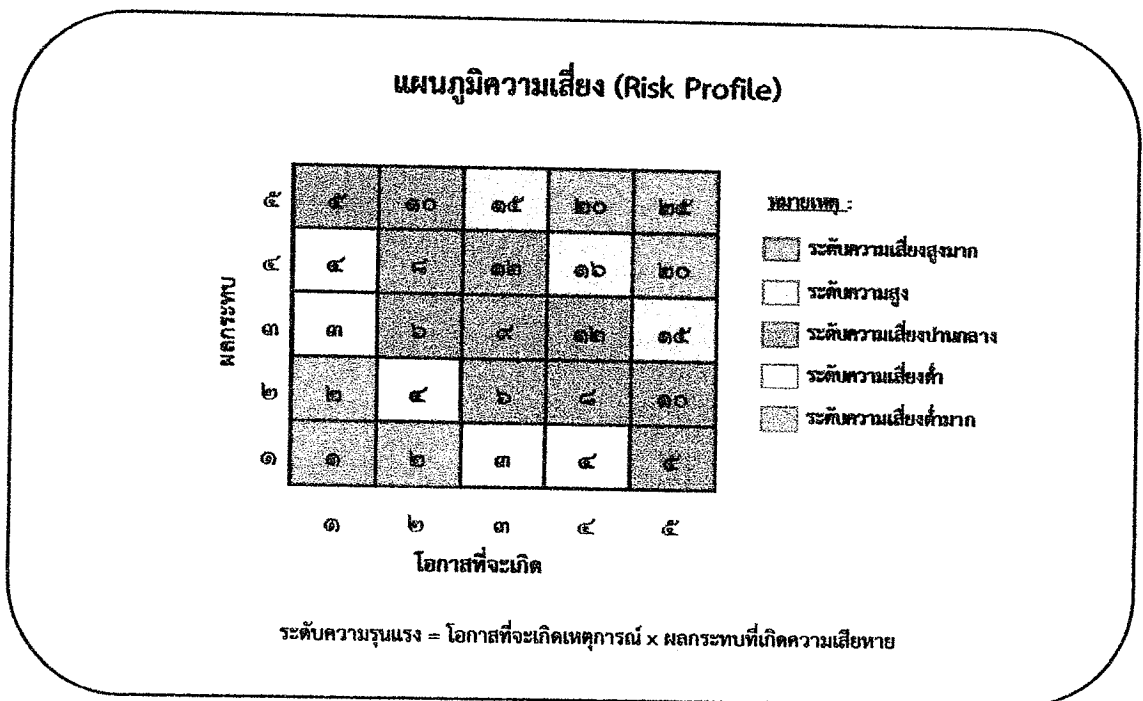 แผนภูมิความเสี่ยง (Risk Profile)
ผลกระทบ
๕ ๕ ๑๐ ๑๕ ๒๐ ๒๕
๔ ๔ ๘ ๑๒ ๑๖ ๒๐
๓ ๓ ๖ ๙ ๑๒ ๑๕
๒ ๒ ๔ ๖ ๘ ๑๐
๑ ๑ ๒ ๓ ๔ ๕
๑ ๒ ๓ ๔ ๕
โอกาสที่จะเกิด
หมายเหตุ :
ระดับความเสี่ยงสูงมาก
ระดับความสูง
ระดับความเสี่ยงปานกลาง
ระดับความเสี่ยงต่ำ
ระดับความเสี่ยงต่ำมาก
ระดับความรุนแรง = โอกาสที่จะเกิดเหตุการณ์ x ผลกระทบที่เกิดความเสียหาย